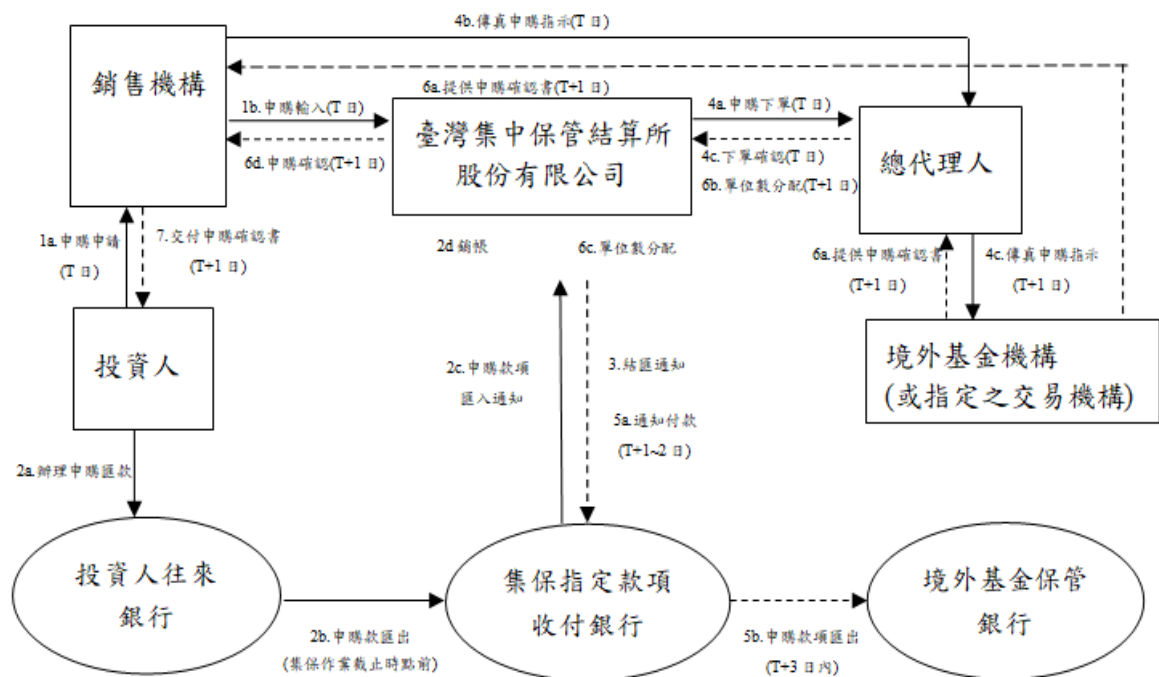 4b.傳真申購指示(T 日)
銷售機構
6a.提供申購確認書(T+1 日)
1b.申購輸入(T 日)
4a.申購下單(T 日)
臺灣集中保管結算所
股份有限公司
總代理人
6d.申購確認(T+1 日)
4c.下單確認(T 日)
6b.單位數分配(T+1 日)
1a.申購申請
(T 日)
7.交付申購確認書
(T+1 日)
2d 銷帳
6c.單位數分配
6a.提供申購確認書
(T+1 日)
4c.傳真申購指示
(T+1 日)
投資人
2c.申購款項
匯入通知
3.結匯通知
5a.通知付款
(T+1~2 日)
境外基金機構
(或指定之交易機構)
2a.辦理申購匯款
投資人往來
銀行
集保指定款項
收付銀行
境外基金保管
銀行
2b.申購款匯出
(集保作業截止時點前)
5b.申購款項匯出
(T+3 日內)